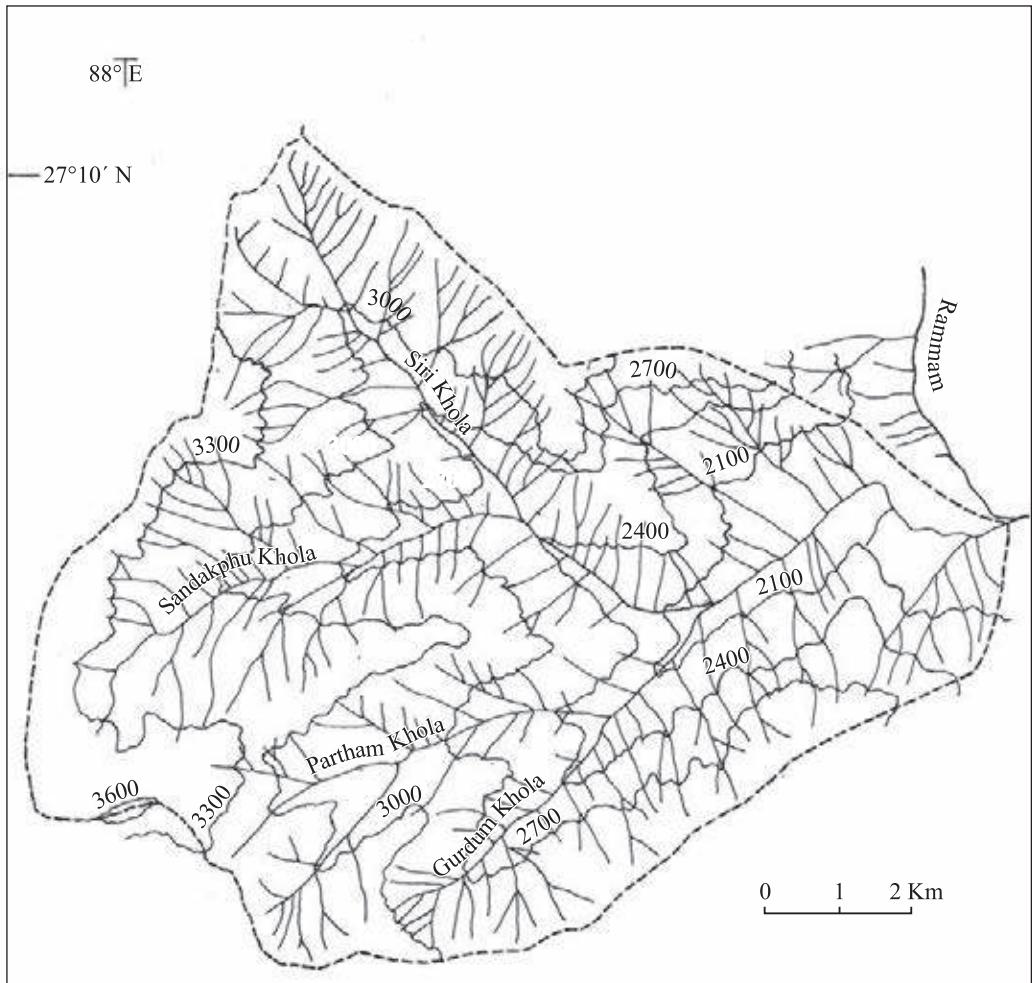 88° E
27°10´ N
3000
Siri Khola
Rammam
2700
3300
2100
2400
Sandakphu Khola
2100
2400
Partham Khola
3600
3300
3000
Gurdum Khola
2700
0 1 2 Km